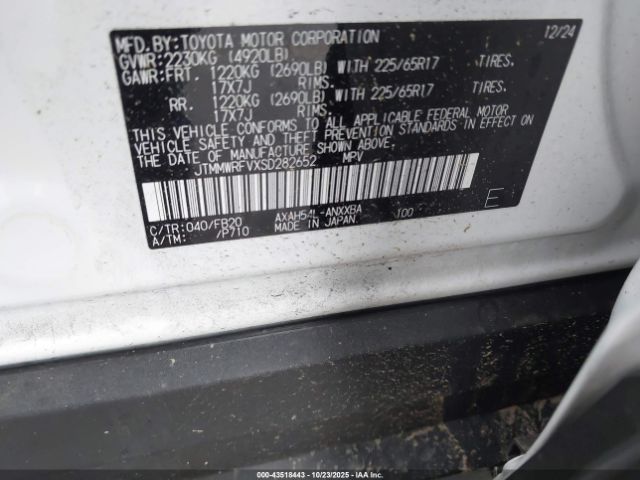 MFD.BY:TOYOTA MOTOR CORPORATION 12/24
GVWR:2230KG (4920LB)
GAWR:FRT. 1220KG (2690LB) WITH 225/65R17 TIRES.
17X7J RIMS.
RR. 1220KG (2690LB) WITH 225/65R17 TIRES.
17X7J RIMS.
THIS VEHICLE CONFORMS TO ALL APPLICABLE FEDERAL MOTOR
VEHICLE SAFETY AND THEFT PREVENTION STANDARDS IN EFFECT
ON THE DATE OF MANUFACTURE SHOWN ABOVE.
JTMMWRFVXSD282652 MPV
C/TR: 040/FB20 AXAH54L-ANXXBA 100
A/TM: /P710 MADE IN JAPAN. E
000-43518443 - 10/23/2025 - IAAI